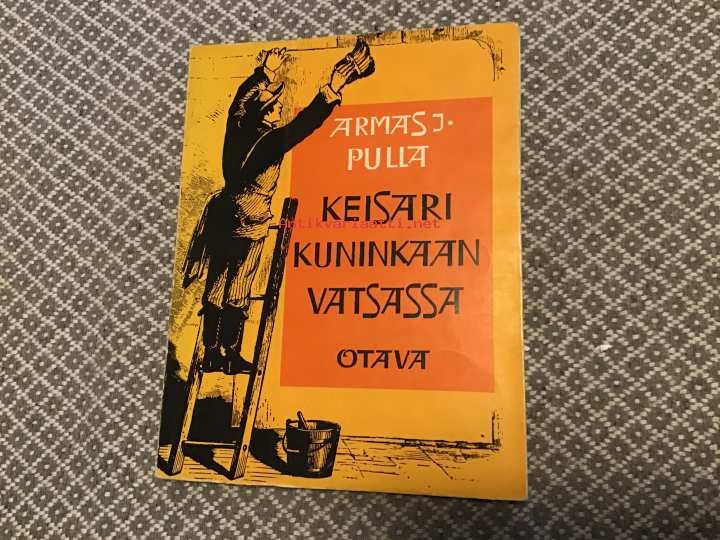 ARMAS J.
PULLA
KEISARI
antikvariaatti.net
KUNINKAAN
VATSASSA
OTAVA